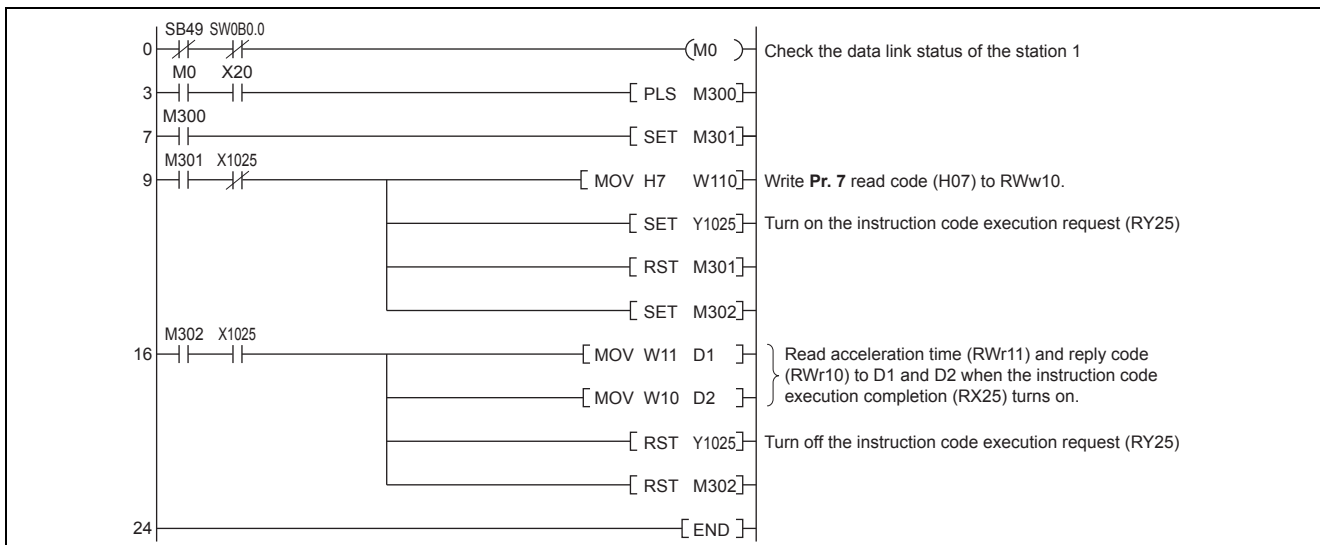 SB49 SW0B0.0
0 (M0 ) Check the data link status of the station 1
M0 X20
3 [ PLS M300]
M300
7 [ SET M301]
M301 X1025
9 [ MOV H7 W110] Write Pr. 7 read code (H07) to RWw10.
[ SET Y1025] Turn on the instruction code execution request (RY25)
[ RST M301]
[ SET M302]
M302 X1025
16 [ MOV W11 D1 ] Read acceleration time (RWr11) and reply code
(RWr10) to D1 and D2 when the instruction code
[ MOV W10 D2 ] execution completion (RX25) turns on.
[ RST Y1025] Turn off the instruction code execution request (RY25)
[ RST M302]
24 [ END ]